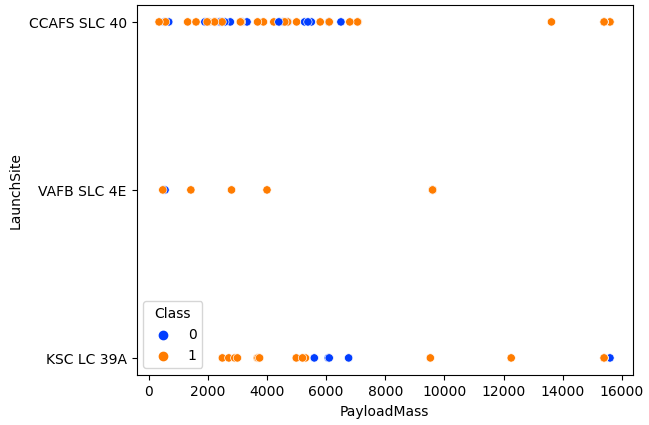 CCAFS SLC 40
VAFB SLC 4E
KSC LC 39A
LaunchSite
Class
0
1
0 2000 4000 6000 8000 10000 12000 14000 16000
PayloadMass